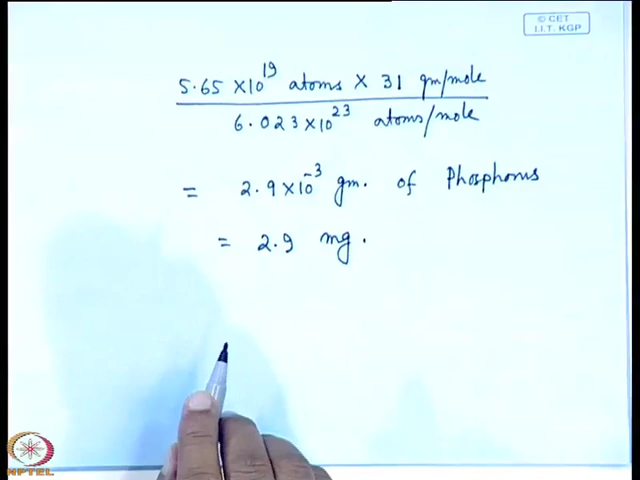 © CET
I.I.T. KGP
5.65 ×10^19 atoms × 31 gm/mole
6.023×10^23 atoms/mole
= 2.9×10^-3 gm. of Phosphorus
= 2.9 mg.
NPTEL